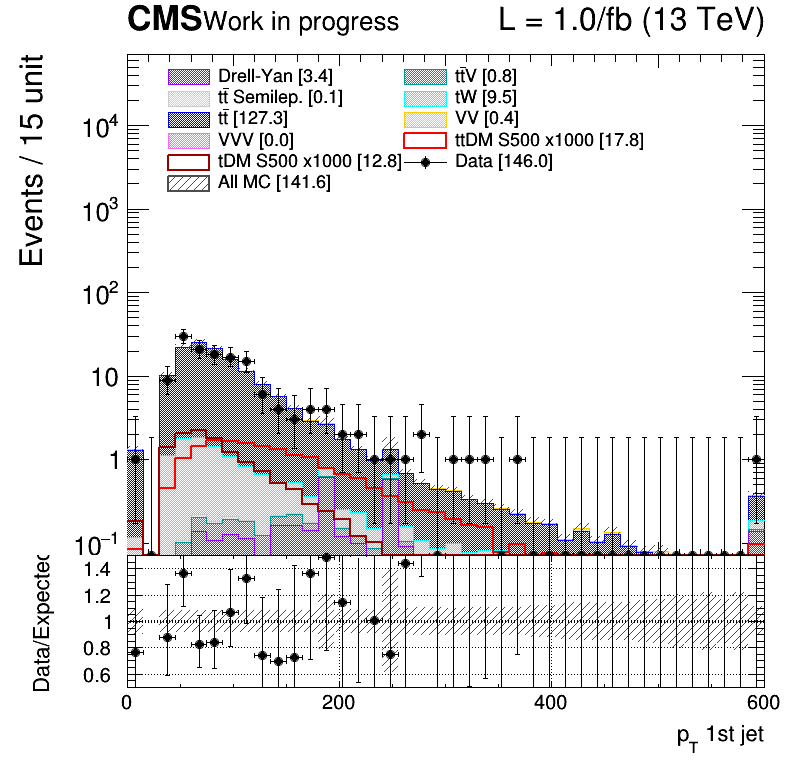 CMS Work in progress L = 1.0/fb (13 TeV)
Drell-Yan [3.4] tt̄V [0.8]
tt̄ Semilep. [0.1] tW [9.5]
tt̄ [127.3] VV [0.4]
VVV [0.0] ttDM S500 x1000 [17.8]
tDM S500 x1000 [12.8] Data [146.0]
All MC [141.6]
Events / 15 unit
10⁴
10³
10²
10
1
10⁻¹
Data/Expected
1.4
1.2
1
0.8
0.6
0 200 400 600
p_T 1st jet